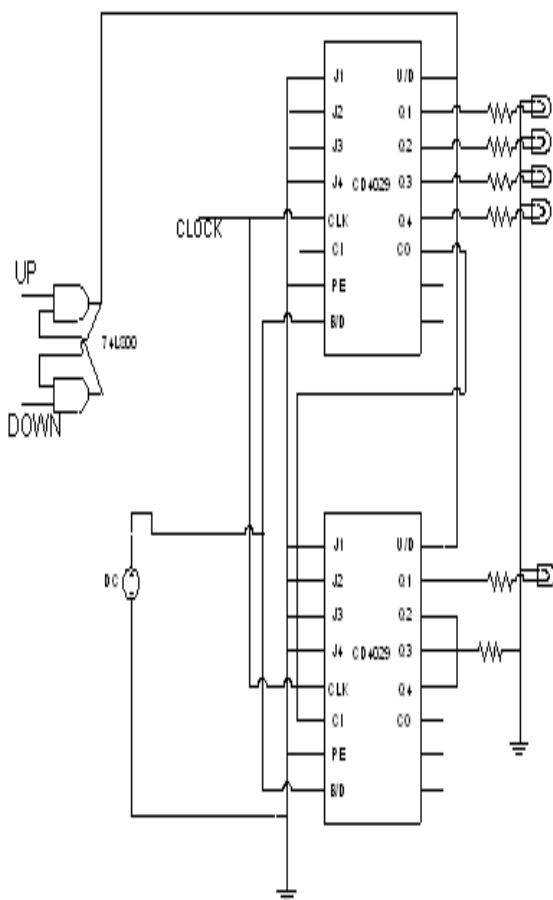 J1 U/D
J2 Q1
J3 Q2
J4 CD4029 Q3
CLK Q4
CI CO
PE
B/D
CLOCK
UP
74LS00
DOWN
DC
J1 U/D
J2 Q1
J3 Q2
J4 CD4029 Q3
CLK Q4
CI CO
PE
B/D